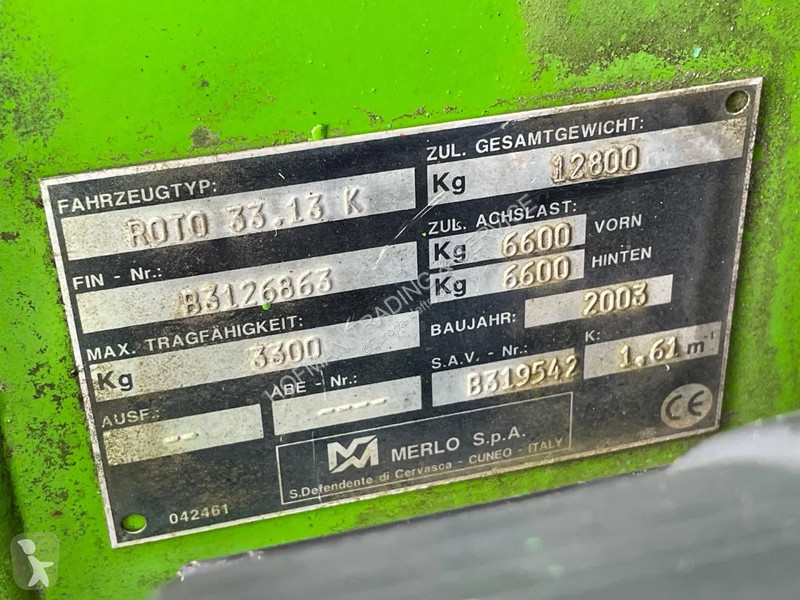 FAHRZEUGTYP:
ROTO 33.13 K
FIN - Nr.:
B3126863
MAX. TRAGFÄHIGKEIT:
Kg 3300
AUSF.: --
ABE - Nr.: ----
ZUL. GESAMTGEWICHT:
Kg 12800
ZUL. ACHSLAST:
Kg 6600 VORN
Kg 6600 HINTEN
BAUJAHR: 2003
S.A.V. - Nr.: B319542
K: 1.61 m⁻¹
CE
MERLO S.p.A.
S.Defendente di Cervasca - CUNEO - ITALY
042461